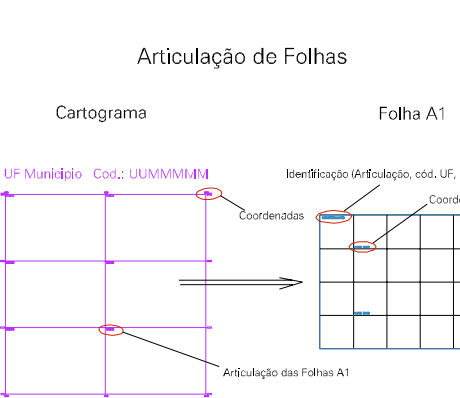 Articulação de Folhas
Cartograma
Folha A1
UF Municipio Cod.: UUMMMMM
Identificação (Articulação, cód. UF,
Coordenadas
Articulação das Folhas A1